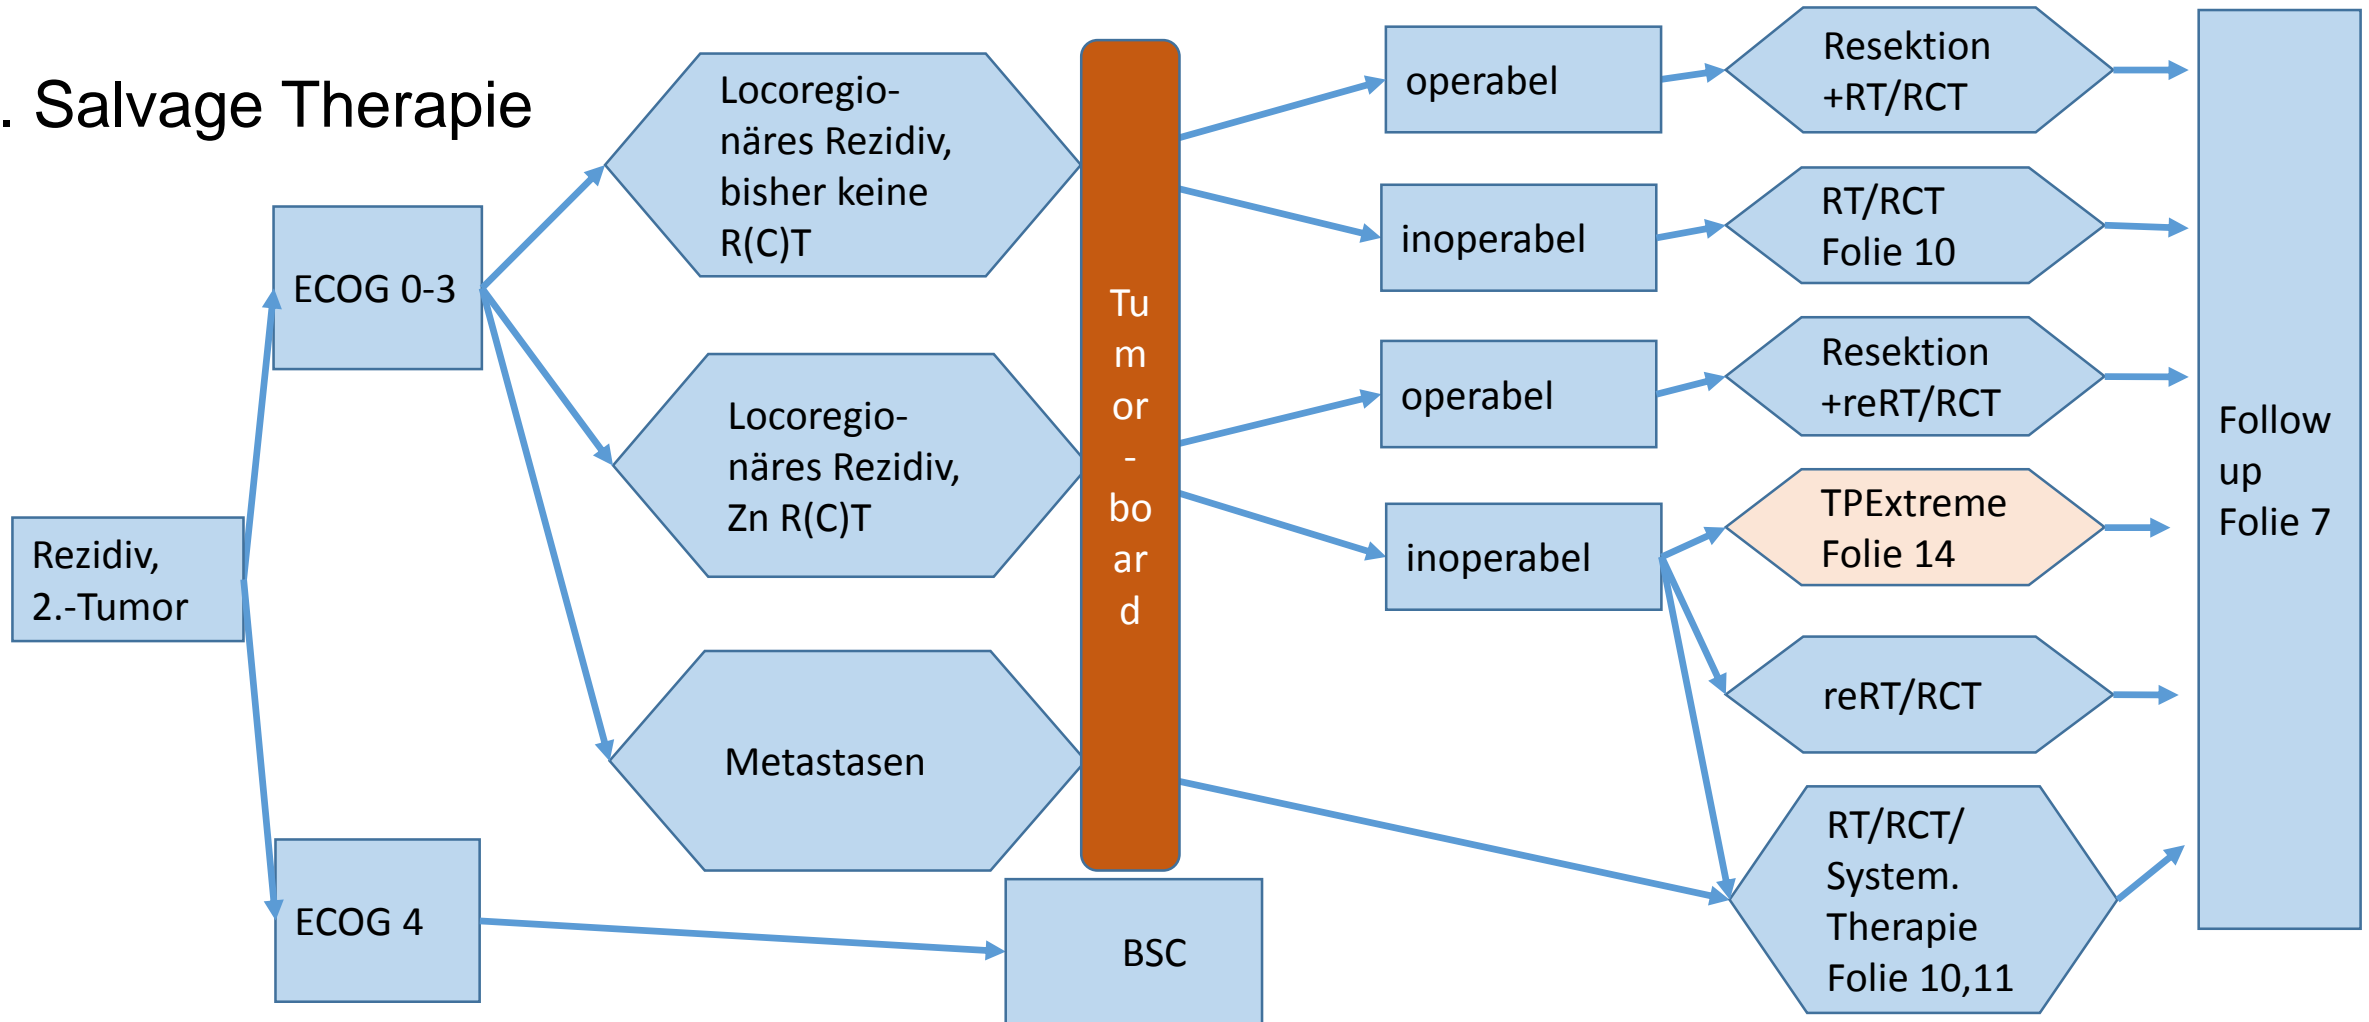 . Salvage Therapie
Rezidiv,
2.-Tumor
ECOG 0-3
ECOG 4
Locoregio-
näres Rezidiv,
bisher keine
R(C)T
Locoregio-
näres Rezidiv,
Zn R(C)T
Metastasen
BSC
Tu
m
or
-
bo
ar
d
operabel
inoperabel
operabel
inoperabel
Resektion
+RT/RCT
RT/RCT
Folie 10
Resektion
+reRT/RCT
TPExtreme
Folie 14
reRT/RCT
RT/RCT/
System.
Therapie
Folie 10,11
Follow
up
Folie 7